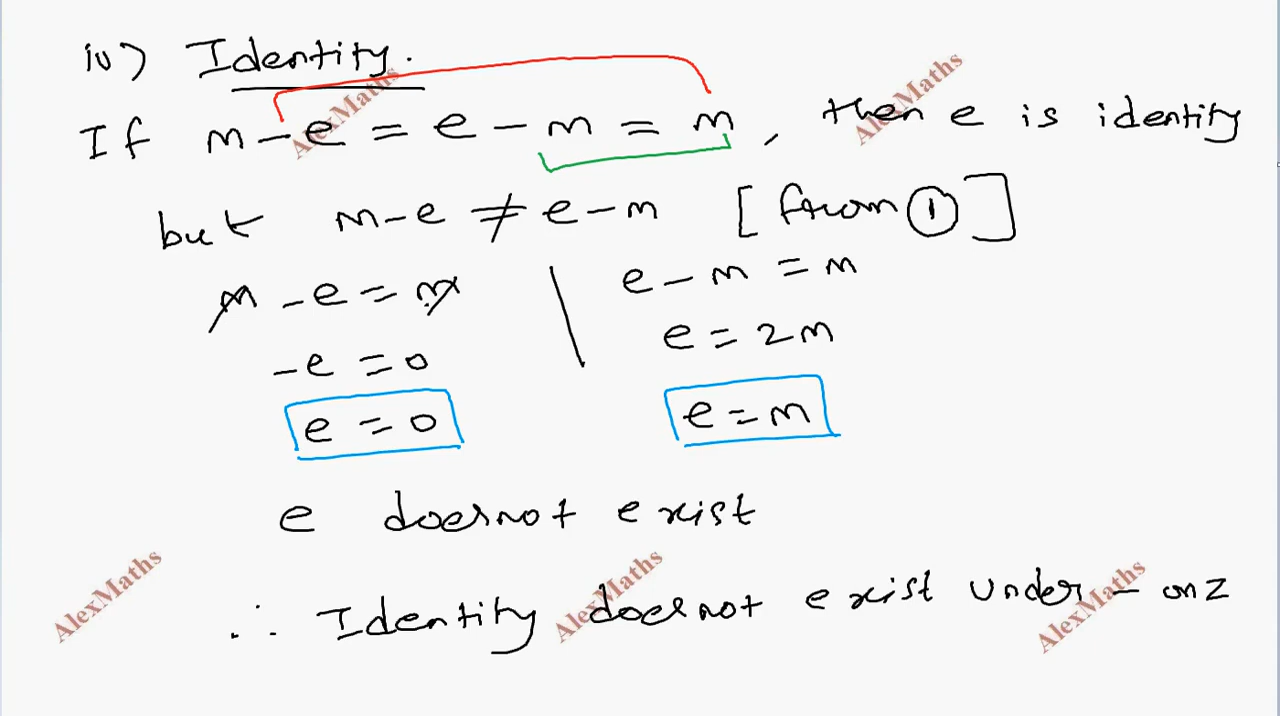 iv) Identity.
If m - e = e - m = m, then e is identity
but m - e ≠ e - m [from ①]
m - e = m
e - m = m
-e = 0
e = 2m
e = 0
e = m
e doesnot exist
∴ Identity doesnot exist under - on Z
AlexMaths
AlexMaths
AlexMaths
AlexMaths
AlexMaths